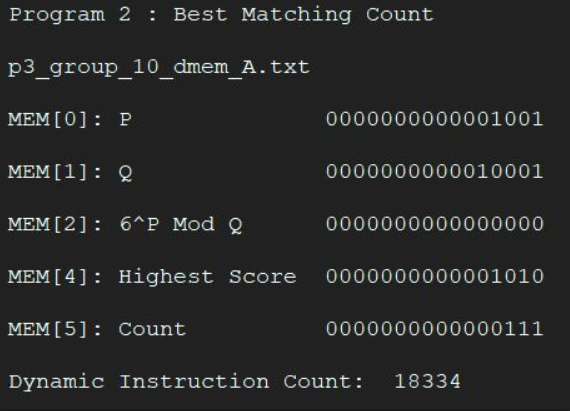 Program 2 : Best Matching Count
p3_group_10_dmem_A.txt
MEM[0]: P 0000000000001001
MEM[1]: Q 0000000000010001
MEM[2]: 6^P Mod Q 0000000000000000
MEM[4]: Highest Score 0000000000001010
MEM[5]: Count 0000000000000111
Dynamic Instruction Count: 18334